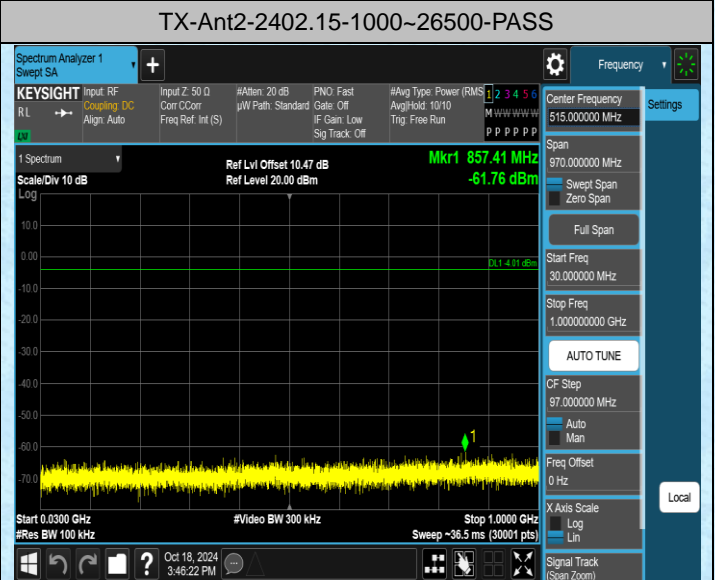 TX-Ant2-2402.15-1000~26500-PASS
Spectrum Analyzer 1
Swept SA
+
Frequency
KEYSIGHT
RL
LXI
Input: RF
Coupling: DC
Align: Auto
Input Z: 50 Ω
Corr CCorr
Freq Ref: Int (S)
#Atten: 20 dB
µW Path: Standard
PNO: Fast
Gate: Off
IF Gain: Low
Sig Track: Off
#Avg Type: Power (RMS
Avg|Hold: 10/10
Trig: Free Run
1 2 3 4 5 6
M W W W W W
P P P P P P
1 Spectrum
Scale/Div 10 dB
Log
Ref Lvl Offset 10.47 dB
Ref Level 20.00 dBm
Mkr1 857.41 MHz
-61.76 dBm
10.0
0.00
DL1 -4.01 dBm
-10.0
-20.0
-30.0
-40.0
-50.0
1
-60.0
-70.0
Start 0.0300 GHz
#Res BW 100 kHz
#Video BW 300 kHz
Stop 1.0000 GHz
Sweep ~36.5 ms (30001 pts)
Oct 18, 2024
3:46:22 PM
?
Center Frequency
515.000000 MHz
Settings
Span
970.000000 MHz
Swept Span
Zero Span
Full Span
Start Freq
30.000000 MHz
Stop Freq
1.000000000 GHz
AUTO TUNE
CF Step
97.000000 MHz
Auto
Man
Freq Offset
0 Hz
X Axis Scale
Log
Lin
Local
Signal Track
(Span Zoom)